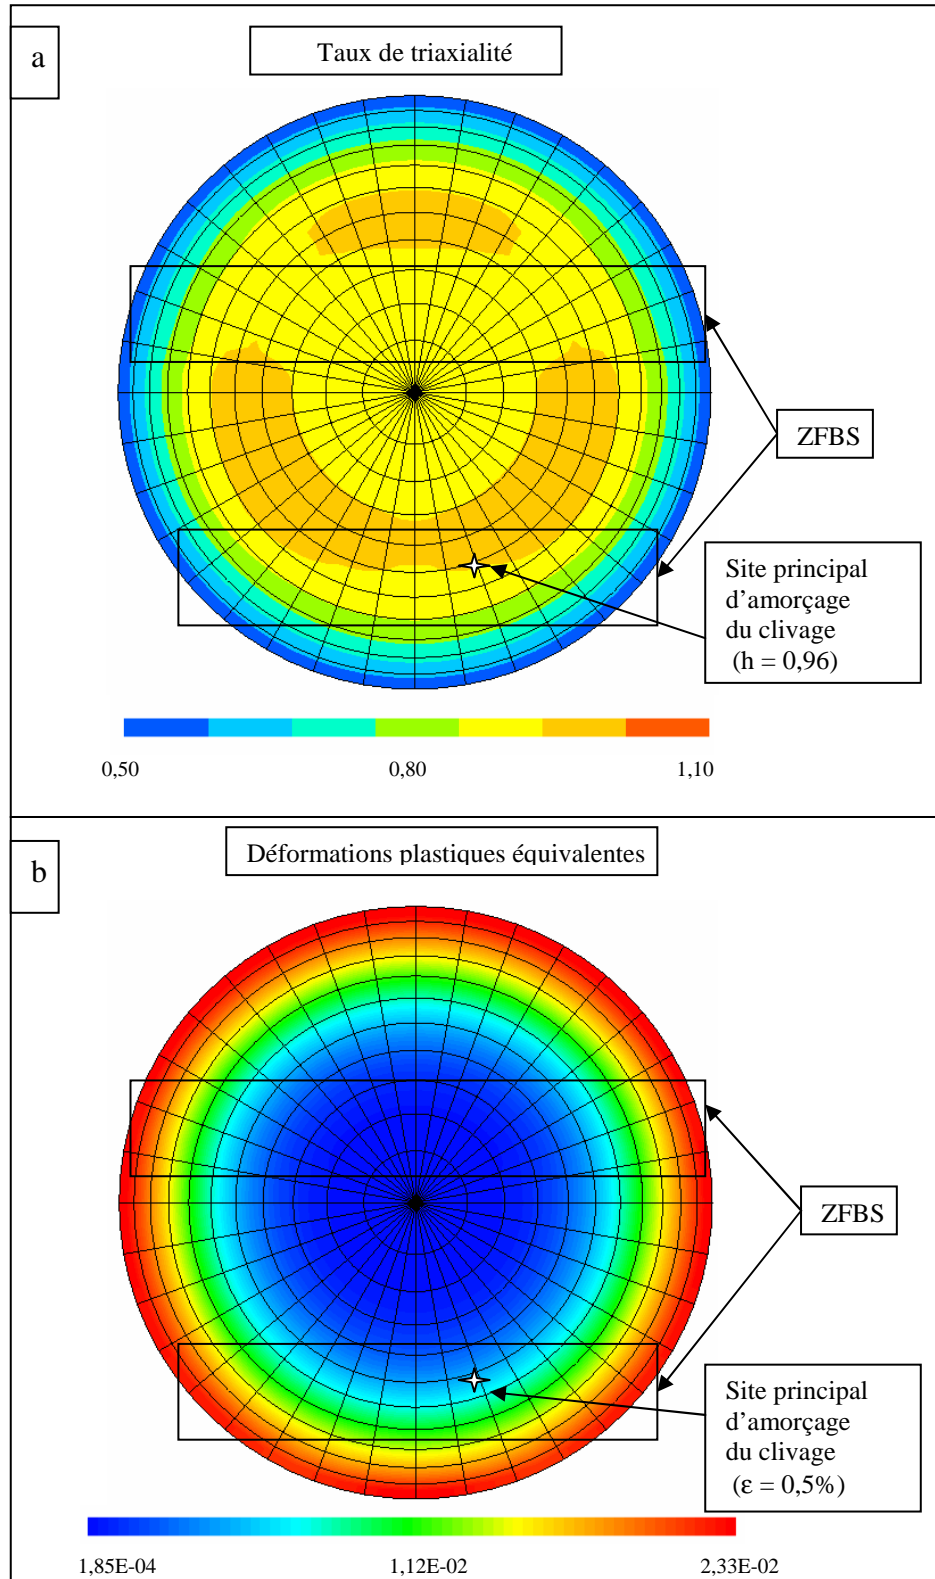 a
Taux de triaxialité
ZFBS
Site principal
d'amorçage
du clivage
(h = 0,96)
0,50
0,80
1,10
b
Déformations plastiques équivalentes
ZFBS
Site principal
d'amorçage
du clivage
(ε = 0,5%)
1,85E-04
1,12E-02
2,33E-02